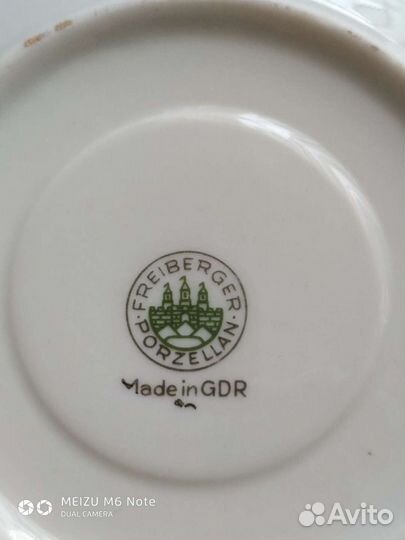 ·FREIBERGER·
PORZELLAN
Made in GDR
MEIZU M6 Note
DUAL CAMERA
Avito